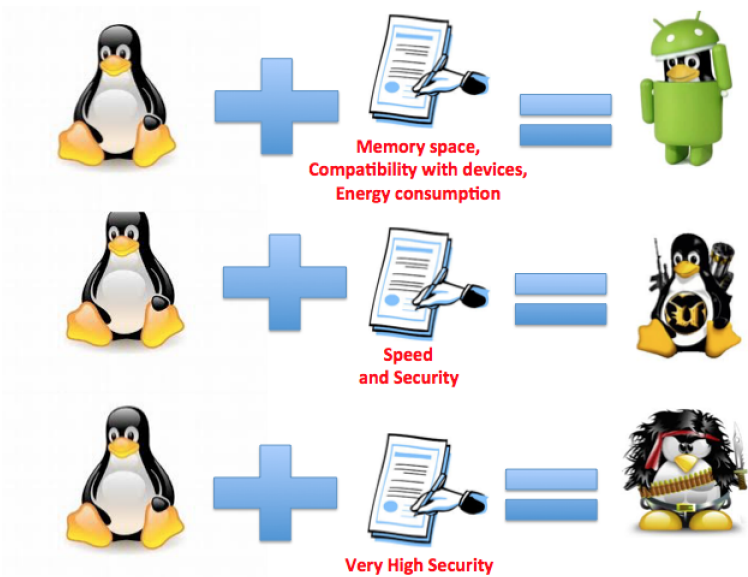 Memory space,
Compatibility with devices,
Energy consumption
Speed
and Security
Very High Security